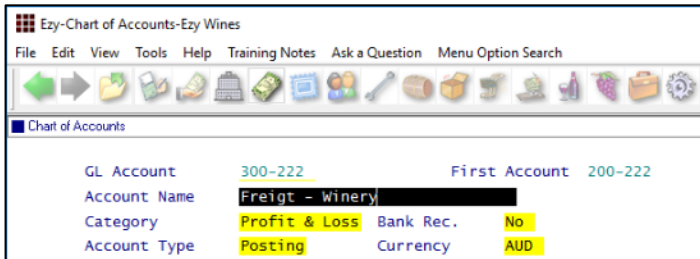 Ezy-Chart of Accounts-Ezy Wines
File Edit View Tools Help Training Notes Ask a Question Menu Option Search
Chart of Accounts
GL Account 300-222 First Account 200-222
Account Name Freigt - Winery
Category Profit & Loss Bank Rec. No
Account Type Posting Currency AUD